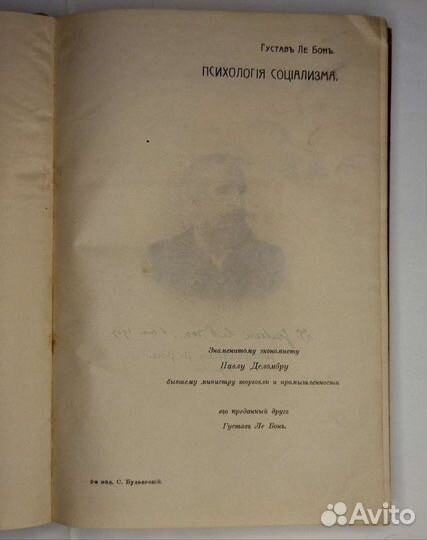 Густавъ Ле Бонъ.
ПСИХОЛОГІЯ СОЦІАЛИЗМА.
Знаменитому экономисту
Павлу Деломбру
бывшему министру торговли и промышленности
его преданный другъ
Густавъ Ле Бонъ.
2-е изд. С. Будаевской.
Avito